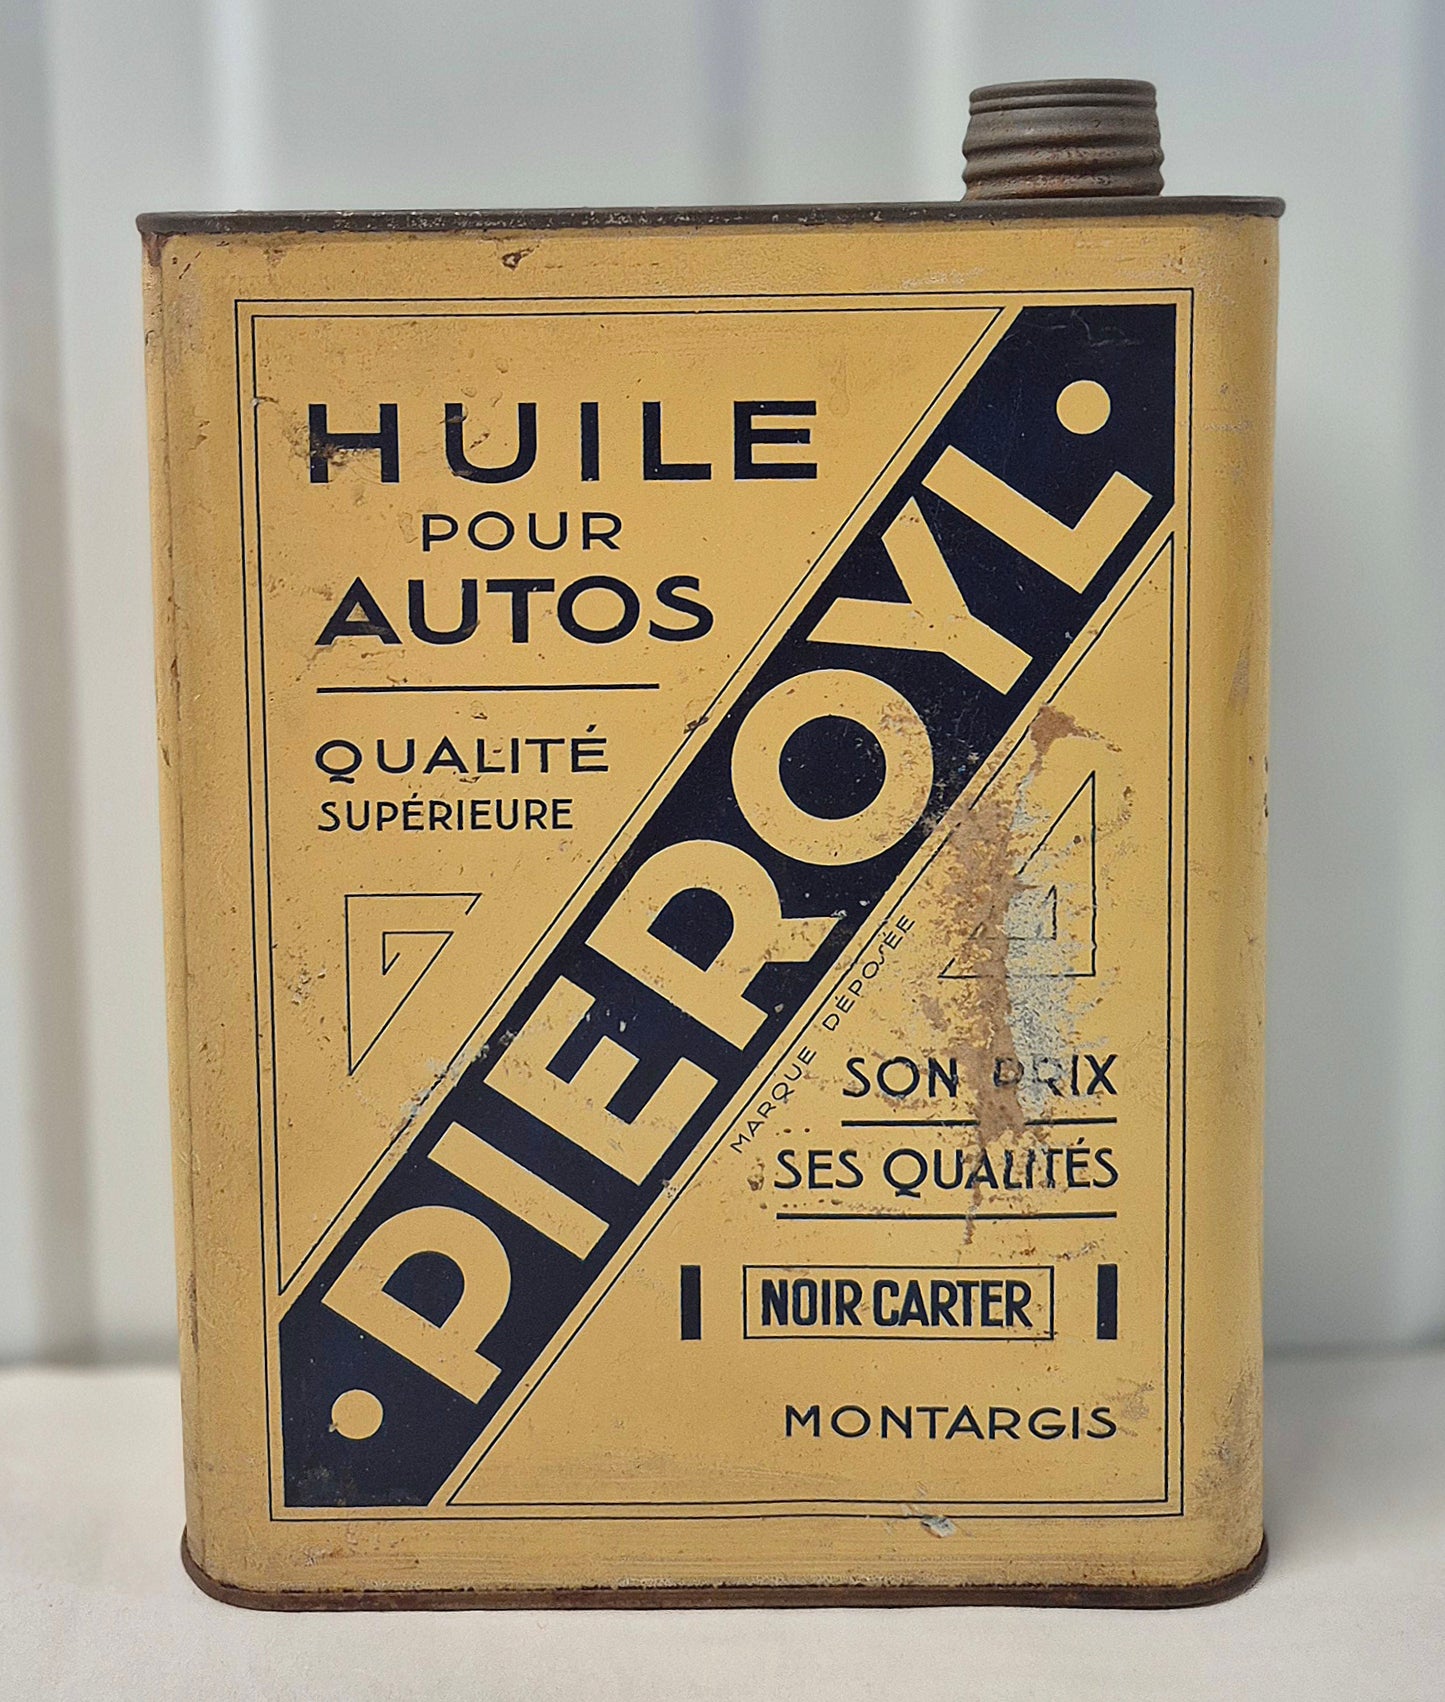 HUILE
POUR
AUTOS
QUALITÉ
SUPÉRIEURE
PIEROYL
MARQUE DÉPOSÉE
SON PRIX
SES QUALITÉS
NOIR CARTER
MONTARGIS